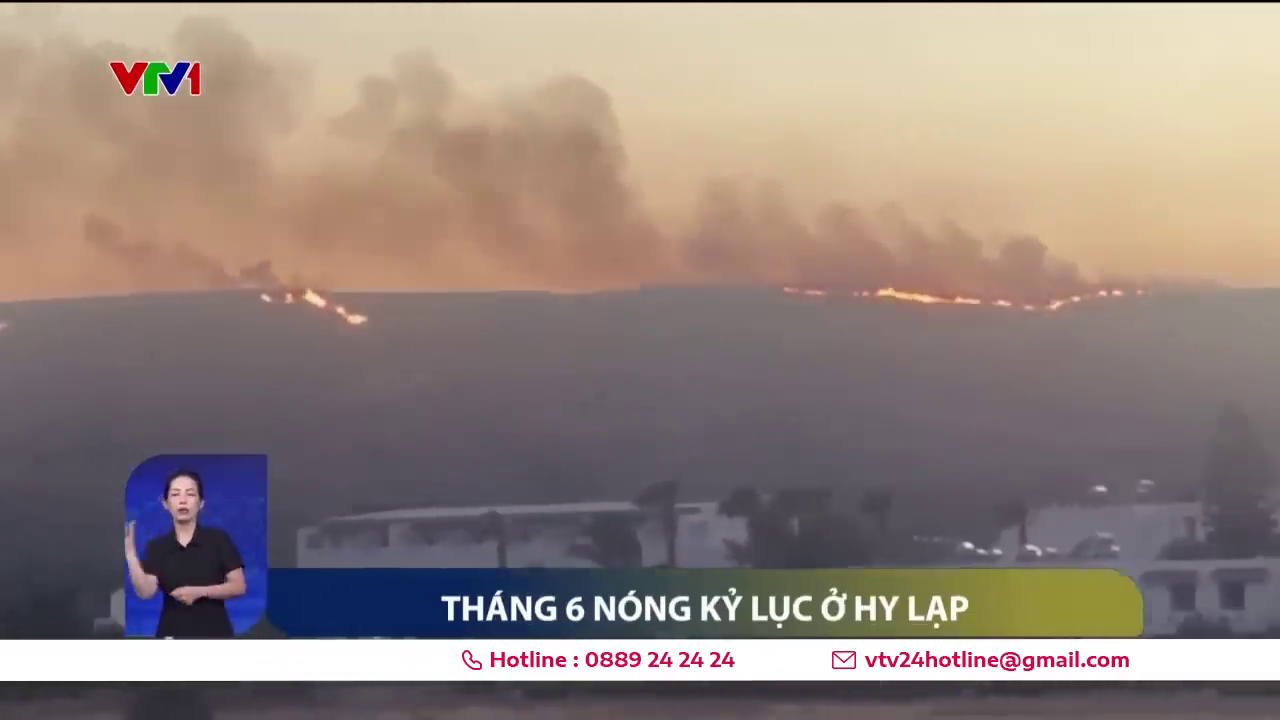 VTV1
THÁNG 6 NÓNG KỶ LỤC Ở HY LẠP
Hotline : 0889 24 24 24
vtv24hotline@gmail.com